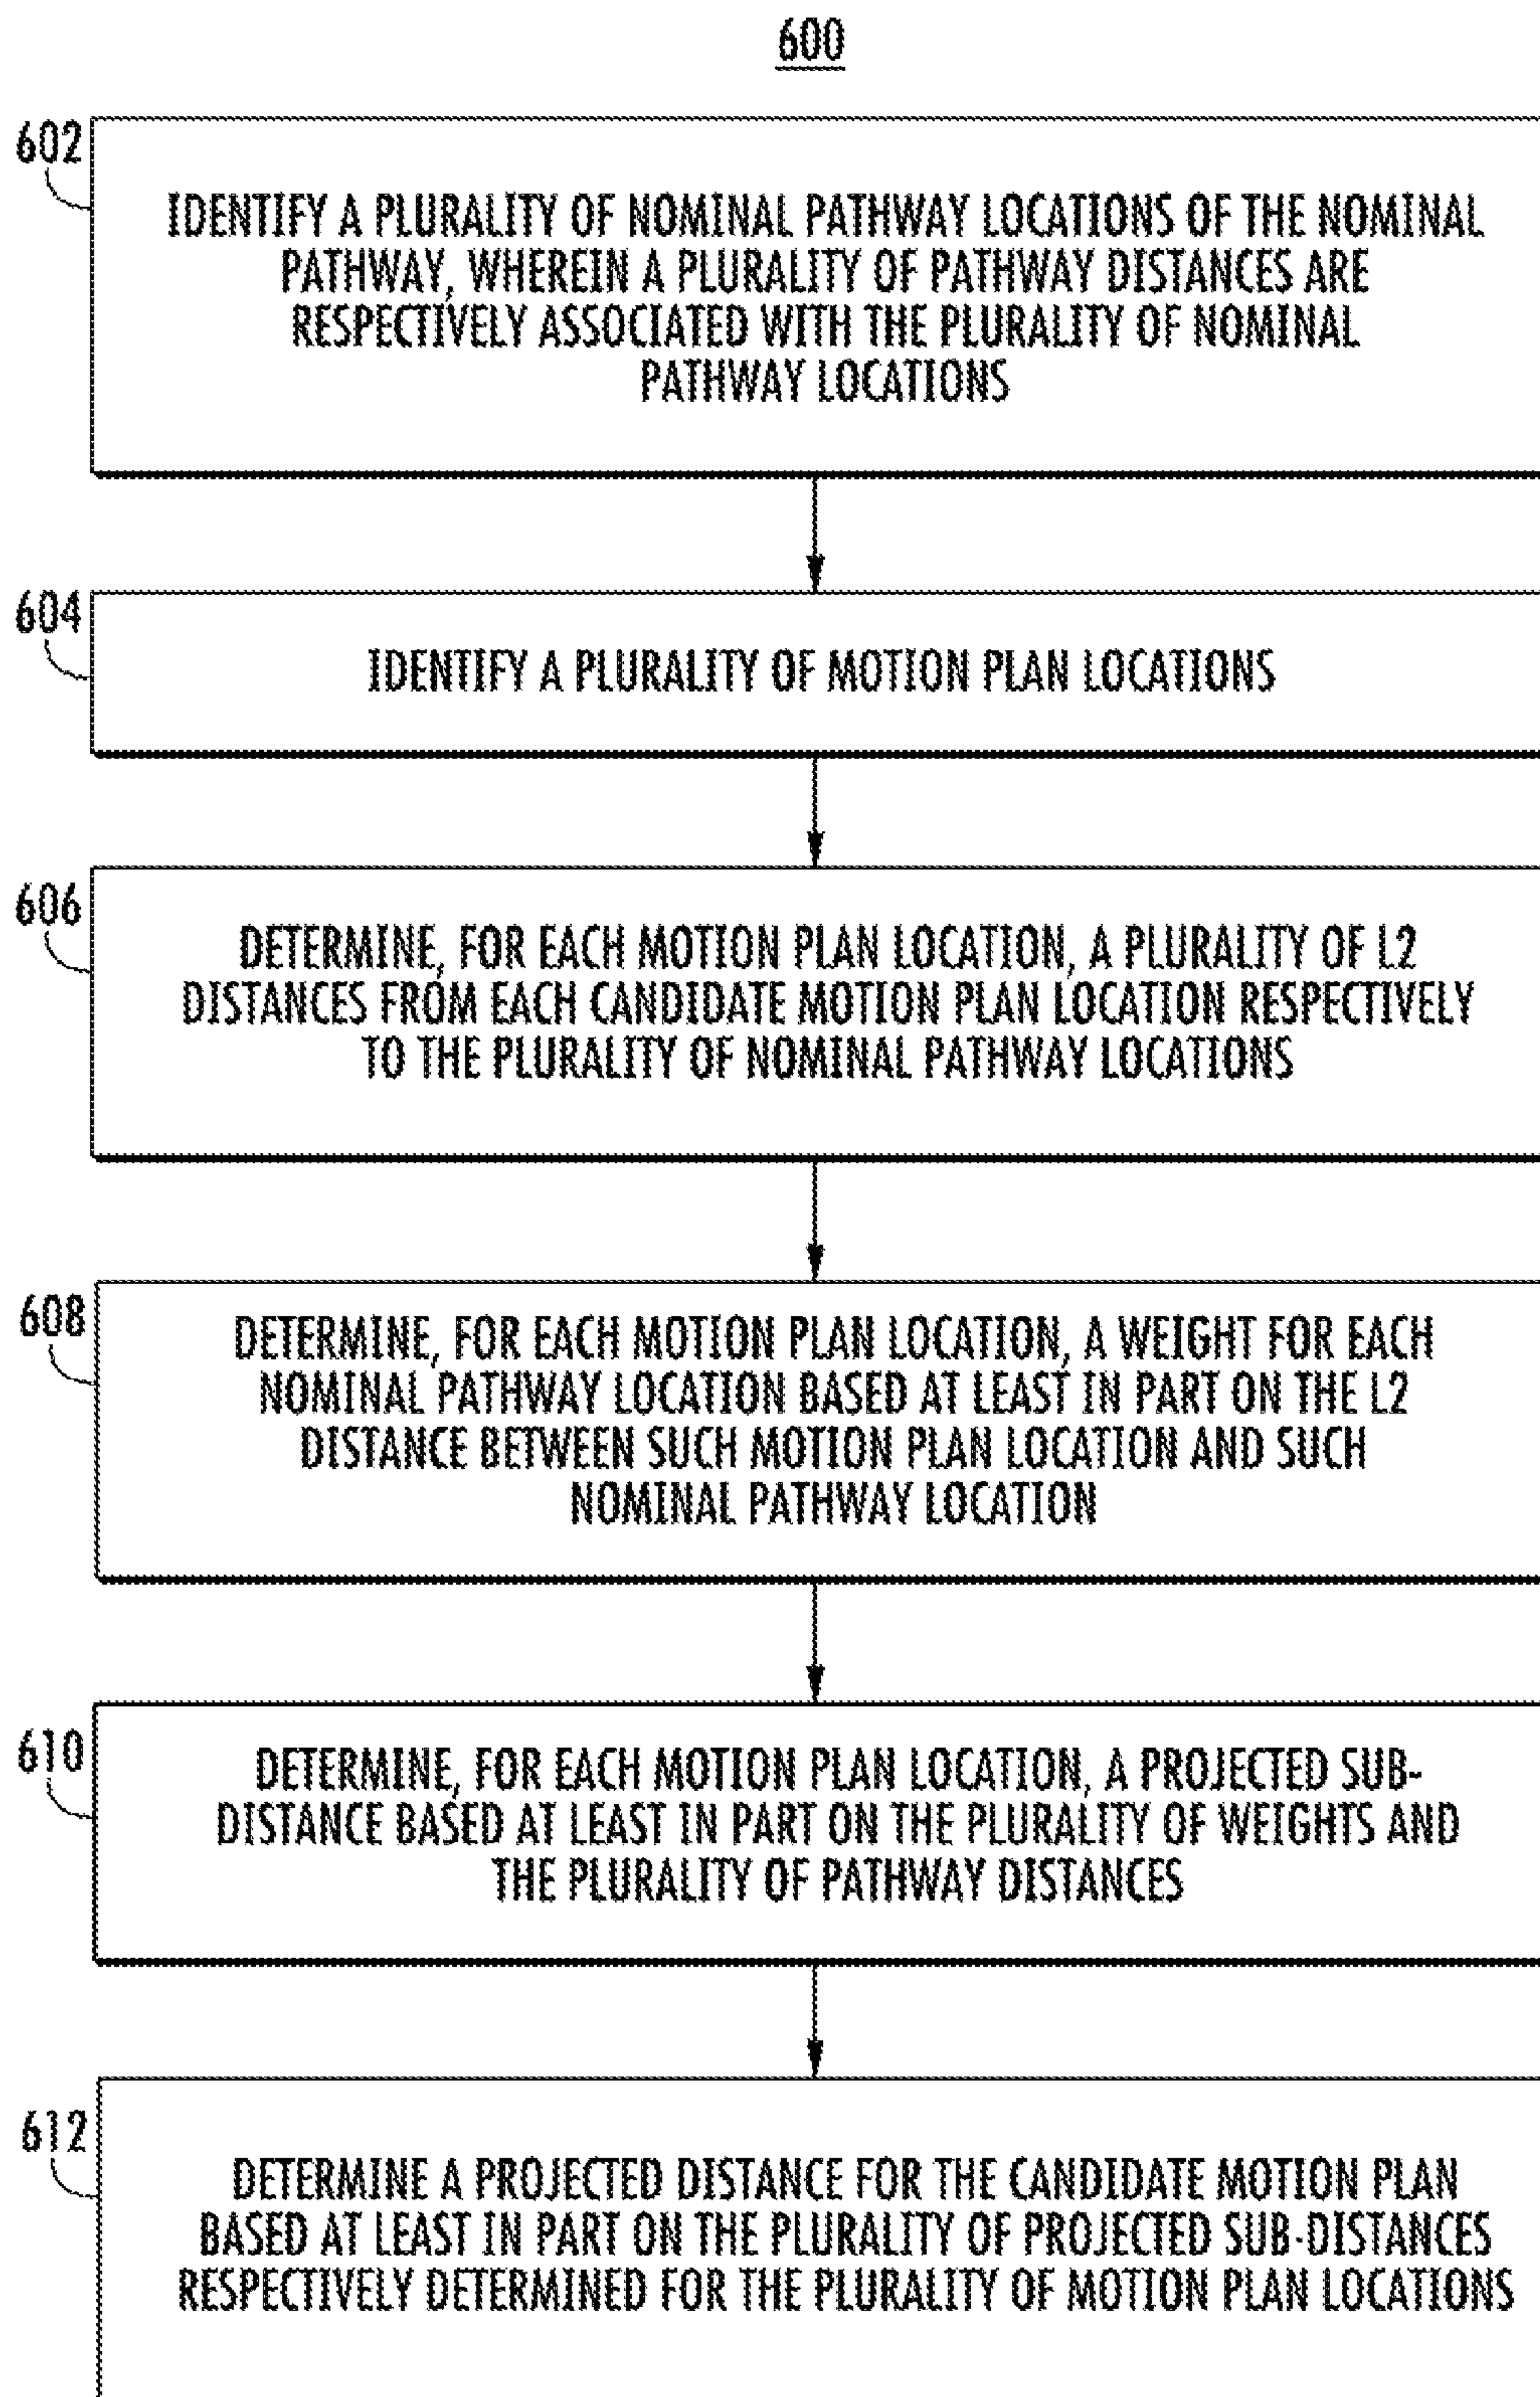 600
602
IDENTIFY A PLURALITY OF NOMINAL PATHWAY LOCATIONS OF THE NOMINAL
PATHWAY, WHEREIN A PLURALITY OF PATHWAY DISTANCES ARE
RESPECTIVELY ASSOCIATED WITH THE PLURALITY OF NOMINAL
PATHWAY LOCATIONS
604
IDENTIFY A PLURALITY OF MOTION PLAN LOCATIONS
606
DETERMINE, FOR EACH MOTION PLAN LOCATION, A PLURALITY OF L2
DISTANCES FROM EACH CANDIDATE MOTION PLAN LOCATION RESPECTIVELY
TO THE PLURALITY OF NOMINAL PATHWAY LOCATIONS
608
DETERMINE, FOR EACH MOTION PLAN LOCATION, A WEIGHT FOR EACH
NOMINAL PATHWAY LOCATION BASED AT LEAST IN PART ON THE L2
DISTANCE BETWEEN SUCH MOTION PLAN LOCATION AND SUCH
NOMINAL PATHWAY LOCATION
610
DETERMINE, FOR EACH MOTION PLAN LOCATION, A PROJECTED SUB-
DISTANCE BASED AT LEAST IN PART ON THE PLURALITY OF WEIGHTS AND
THE PLURALITY OF PATHWAY DISTANCES
612
DETERMINE A PROJECTED DISTANCE FOR THE CANDIDATE MOTION PLAN
BASED AT LEAST IN PART ON THE PLURALITY OF PROJECTED SUB-DISTANCES
RESPECTIVELY DETERMINED FOR THE PLURALITY OF MOTION PLAN LOCATIONS